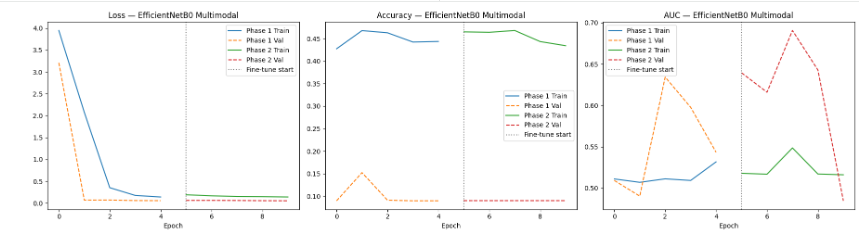 Loss — EfficientNetB0 Multimodal
4.0
3.5
3.0
2.5
2.0
1.5
1.0
0.5
0.0
Phase 1 Train
Phase 1 Val
Phase 2 Train
Phase 2 Val
Fine-tune start
0 2 4 6 8
Epoch
Accuracy — EfficientNetB0 Multimodal
0.45
0.40
0.35
0.30
0.25
0.20
0.15
0.10
Phase 1 Train
Phase 1 Val
Phase 2 Train
Phase 2 Val
Fine-tune start
0 2 4 6 8
Epoch
AUC — EfficientNetB0 Multimodal
0.70
0.65
0.60
0.55
0.50
Phase 1 Train
Phase 1 Val
Phase 2 Train
Phase 2 Val
Fine-tune start
0 2 4 6 8
Epoch